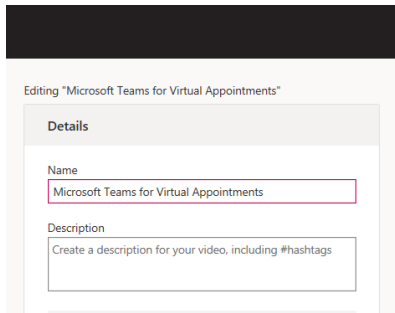 Editing "Microsoft Teams for Virtual Appointments"
Details
Name
Microsoft Teams for Virtual Appointments
Description
Create a description for your video, including #hashtags